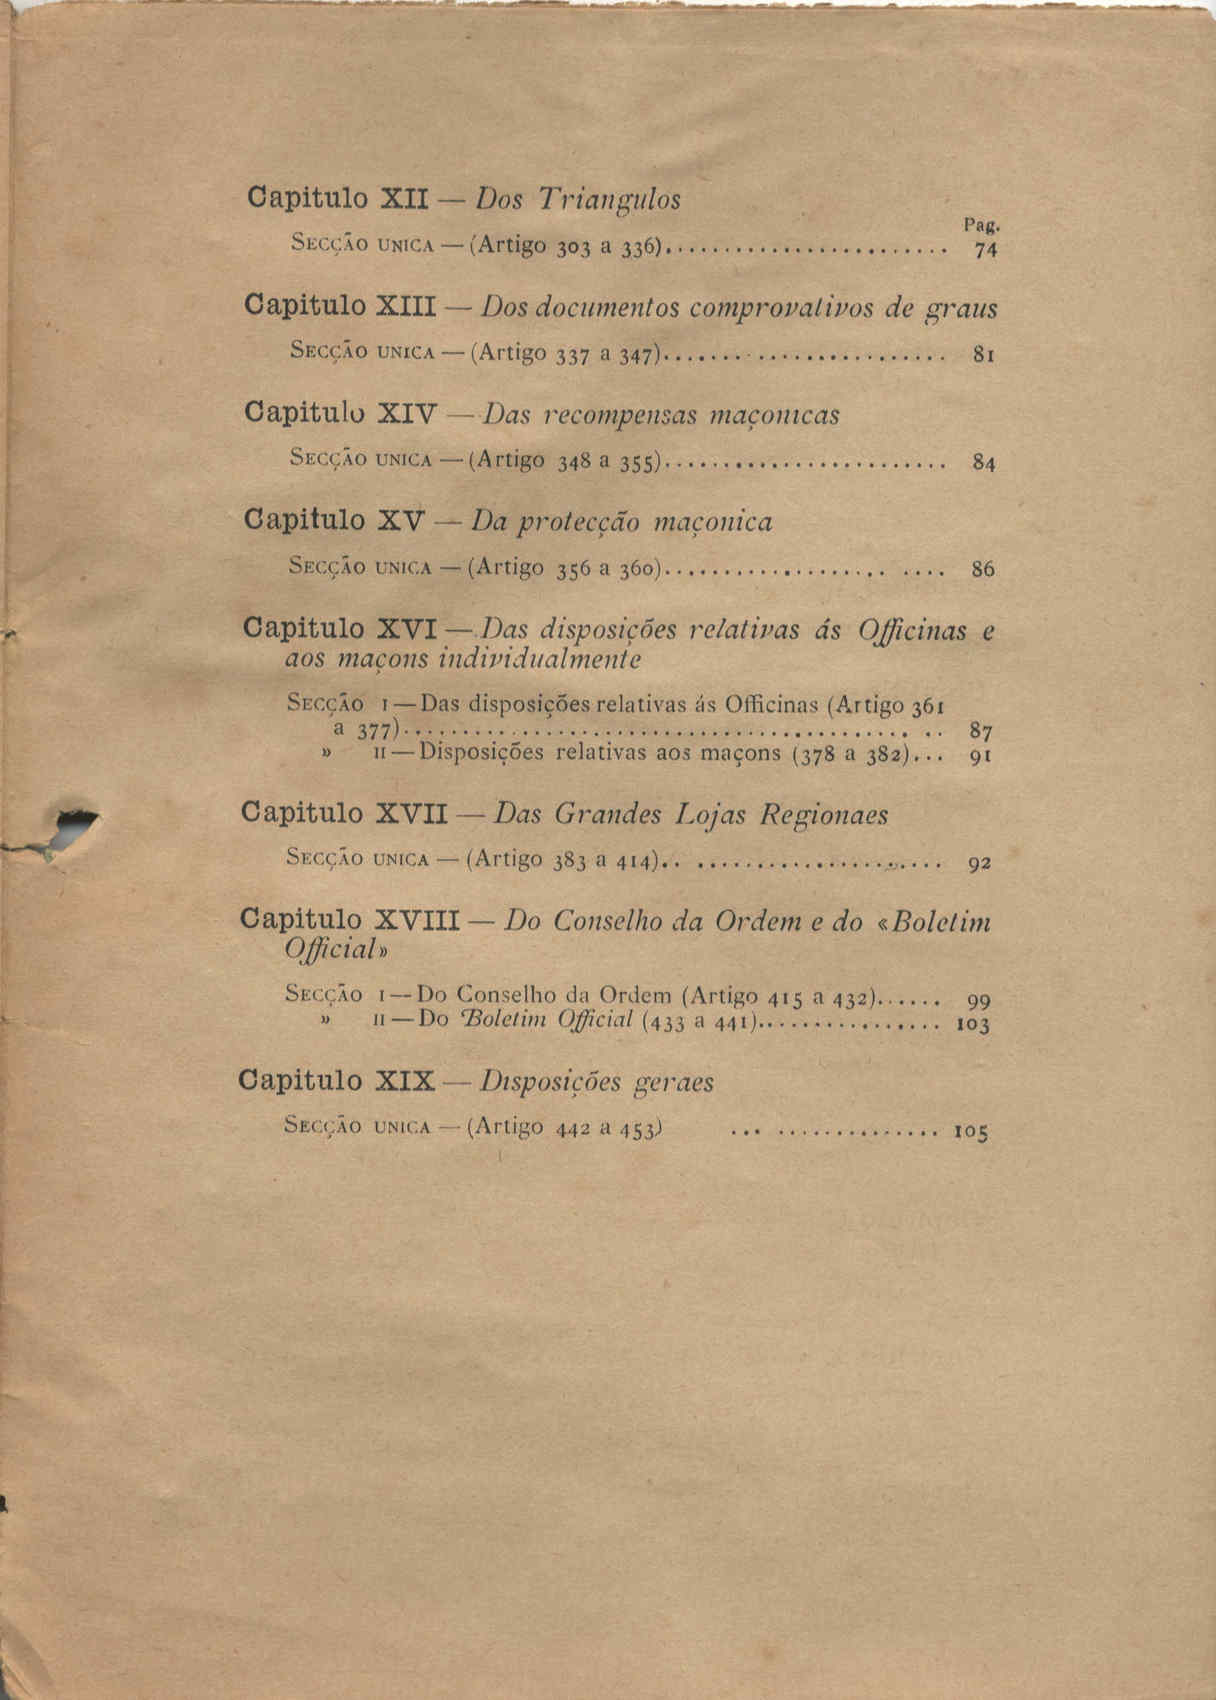 Capitulo XII — Dos Triangulos
Pag.
SECÇÃO UNICA — (Artigo 303 a 336)........................ 74
Capitulo XIII — Dos documentos comprovativos de graus
SECÇÃO UNICA — (Artigo 337 a 347)........................ 81
Capitulo XIV — Das recompensas maçonicas
SECÇÃO UNICA — (Artigo 348 a 355)........................ 84
Capitulo XV — Da protecção maçonica
SECÇÃO UNICA — (Artigo 356 a 360)................... .... 86
Capitulo XVI — Das disposições relativas ás Officinas e
aos maçons individualmente
SECÇÃO I — Das disposições relativas ás Officinas (Artigo 361
a 377)........................................... .. 87
» II — Disposições relativas aos maçons (378 a 382)... 91
Capitulo XVII — Das Grandes Lojas Regionaes
SECÇÃO UNICA — (Artigo 383 a 414).. ..................... 92
Capitulo XVIII — Do Conselho da Ordem e do «Boletim
Official»
SECÇÃO I — Do Conselho da Ordem (Artigo 415 a 432)...... 99
» II — Do Boletim Official (433 a 441)................ 103
Capitulo XIX — Disposições geraes
SECÇÃO UNICA — (Artigo 442 a 453) ... .............. 105